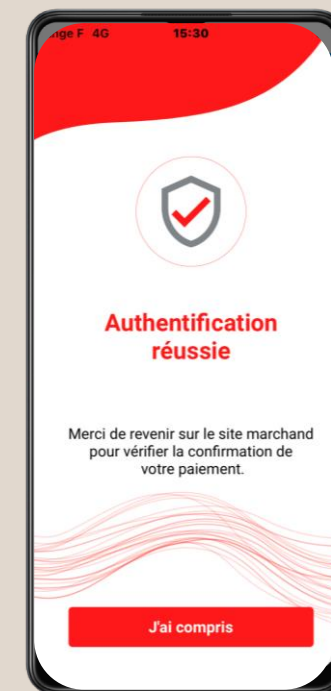 4G 15:30
Authentification
réussie
Merci de revenir sur le site marchand
pour vérifier la confirmation de
votre paiement.
J'ai compris